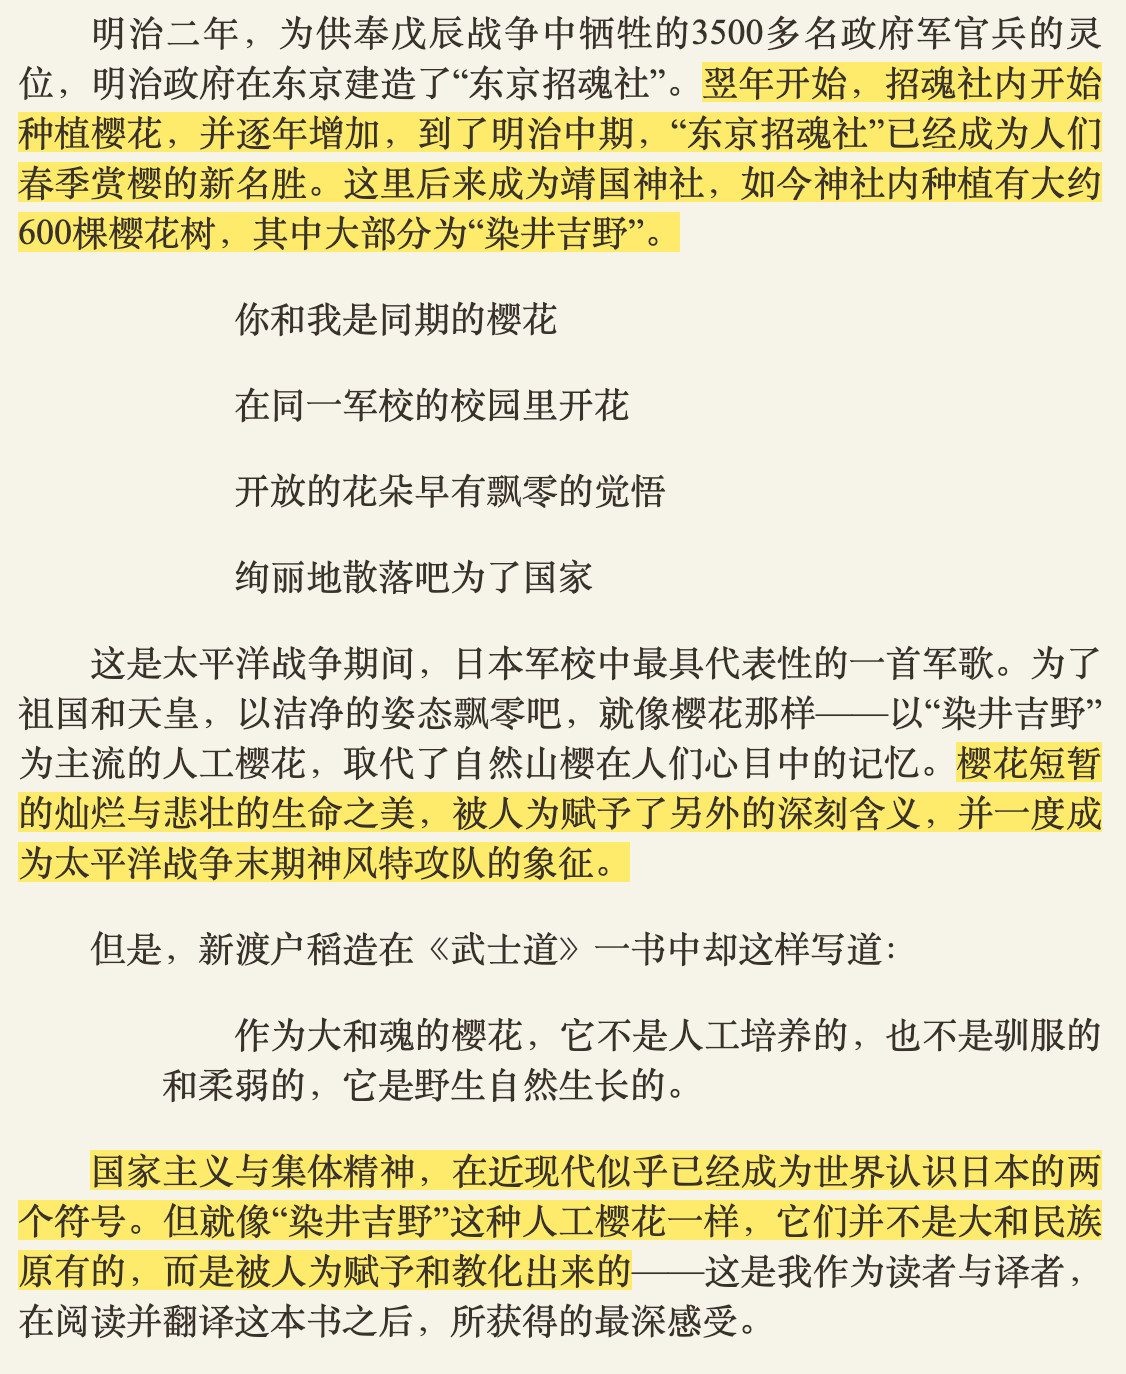 明治二年，为供奉戊辰战争中牺牲的3500多名政府军官兵的灵
位，明治政府在东京建造了“东京招魂社”。翌年开始，招魂社内开始
种植樱花，并逐年增加，到了明治中期，“东京招魂社”已经成为人们
春季赏樱的新名胜。这里后来成为靖国神社，如今神社内种植有大约
600棵樱花树，其中大部分为“染井吉野”。
你和我是同期的樱花
在同一军校的校园里开花
开放的花朵早有飘零的觉悟
绚丽地散落吧为了国家
这是太平洋战争期间，日本军校中最具代表性的一首军歌。为了
祖国和天皇，以洁净的姿态飘零吧，就像樱花那样——以“染井吉野”
为主流的人工樱花，取代了自然山樱在人们心目中的记忆。樱花短暂
的灿烂与悲壮的生命之美，被人为赋予了另外的深刻含义，并一度成
为太平洋战争末期神风特攻队的象征。
但是，新渡户稻造在《武士道》一书中却这样写道：
作为大和魂的樱花，它不是人工培养的，也不是驯服的
和柔弱的，它是野生自然生长的。
国家主义与集体精神，在近现代似乎已经成为世界认识日本的两
个符号。但就像“染井吉野”这种人工樱花一样，它们并不是大和民族
原有的，而是被人为赋予和教化出来的——这是我作为读者与译者，
在阅读并翻译这本书之后，所获得的最深感受。